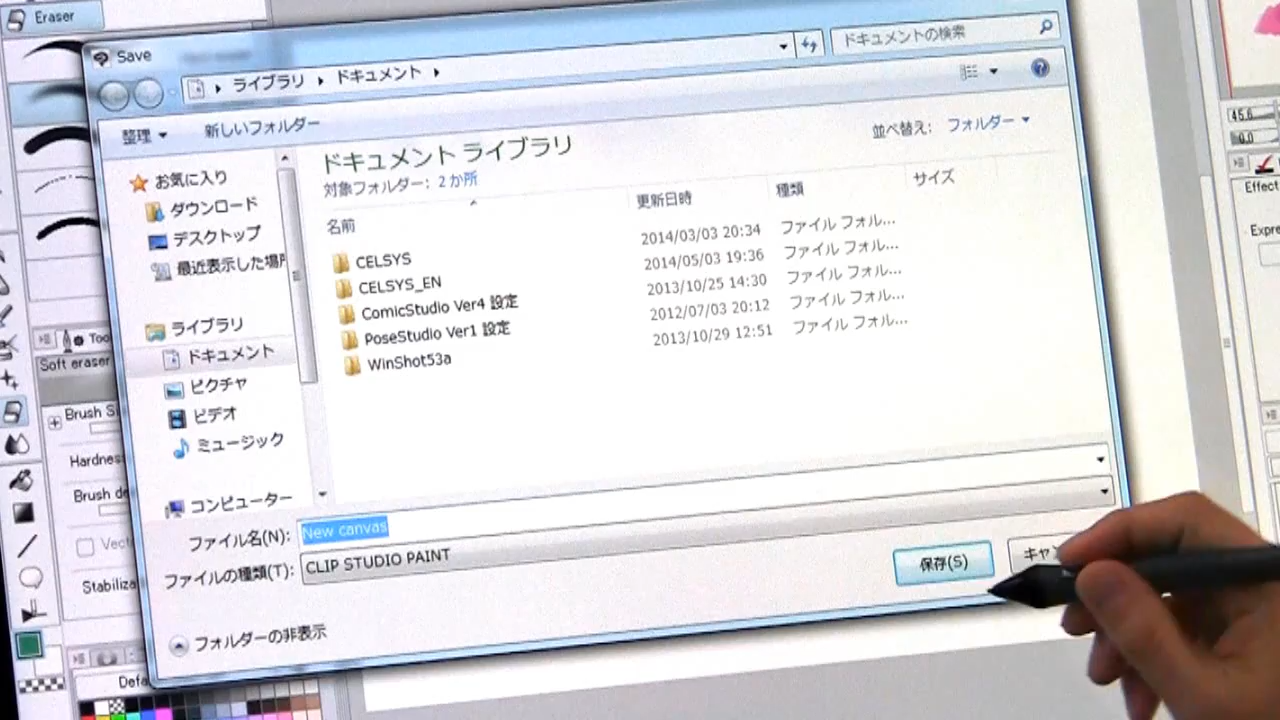 Eraser
Save
ライブラリ ドキュメント
ドキュメントの検索
整理
新しいフォルダー
ドキュメント ライブラリ
対象フォルダー: 2 か所
並べ替え: フォルダー
名前
更新日時
種類
サイズ
CELSYS 2014/03/03 20:34 ファイル フォル...
CELSYS_EN 2014/05/03 19:36 ファイル フォル...
ComicStudio Ver4 設定 2013/10/25 14:30 ファイル フォル...
PoseStudio Ver1 設定 2012/07/03 20:12 ファイル フォル...
WinShot53a 2013/10/29 12:51 ファイル フォル...
お気に入り
ダウンロード
デスクトップ
最近表示した場所
ライブラリ
ドキュメント
ピクチャ
ビデオ
ミュージック
コンピューター
ファイル名(N): New canvas
ファイルの種類(T): CLIP STUDIO PAINT
保存(S)
キャン
フォルダーの非表示
Too
Soft eraser
Brush S
Hardnes
Brush de
Vect
Stabiliza
Defa
45.6
0.0
Effect
Expre